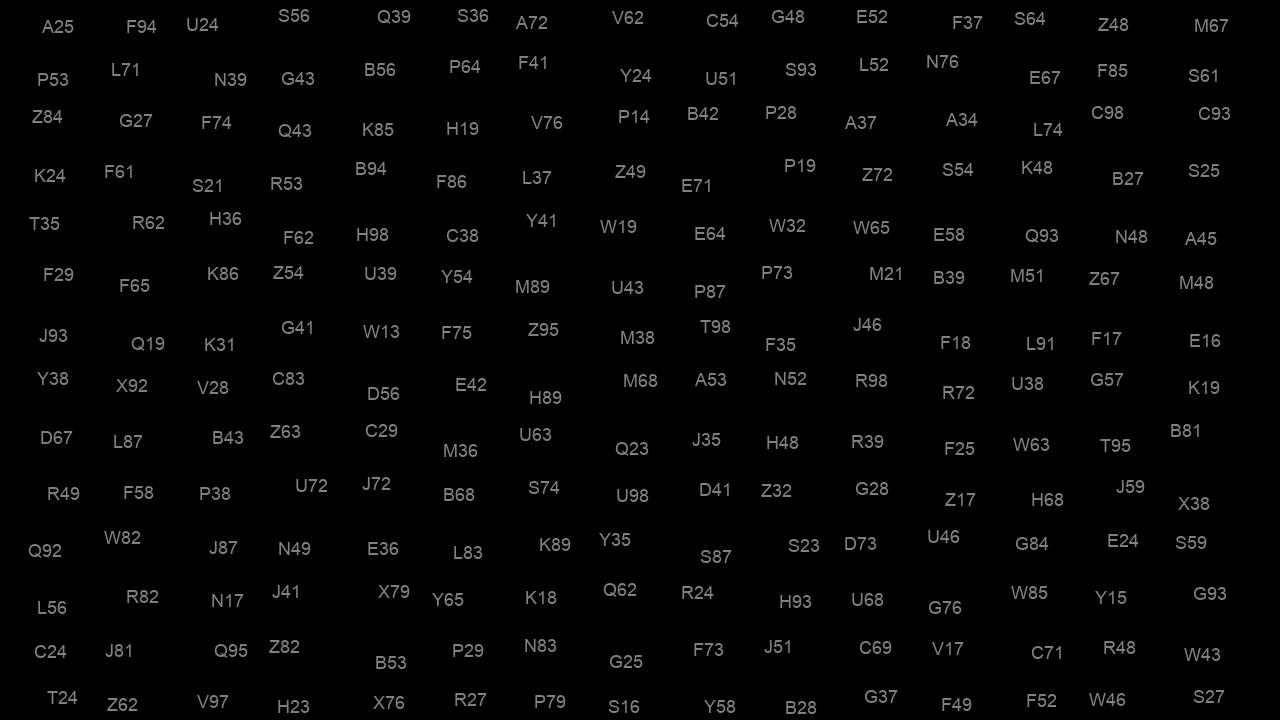 A25 F94 U24 S56 Q39 S36 A72 V62 C54 G48 E52 F37 S64 Z48 M67
P53 L71 N39 G43 B56 P64 F41 Y24 U51 S93 L52 N76 E67 F85 S61
Z84 G27 F74 Q43 K85 H19 V76 P14 B42 P28 A37 A34 L74 C98 C93
K24 F61 S21 R53 B94 F86 L37 Z49 E71 P19 Z72 S54 K48 B27 S25
T35 R62 H36 F62 H98 C38 Y41 W19 E64 W32 W65 E58 Q93 N48 A45
F29 F65 K86 Z54 U39 Y54 M89 U43 P87 P73 M21 B39 M51 Z67 M48
J93 Q19 K31 G41 W13 F75 Z95 M38 T98 F35 J46 F18 L91 F17 E16
Y38 X92 V28 C83 D56 E42 H89 M68 A53 N52 R98 R72 U38 G57 K19
D67 L87 B43 Z63 C29 M36 U63 Q23 J35 H48 R39 F25 W63 T95 B81
R49 F58 P38 U72 J72 B68 S74 U98 D41 Z32 G28 Z17 H68 J59 X38
Q92 W82 J87 N49 E36 L83 K89 Y35 S87 S23 D73 U46 G84 E24 S59
L56 R82 N17 J41 X79 Y65 K18 Q62 R24 H93 U68 G76 W85 Y15 G93
C24 J81 Q95 Z82 B53 P29 N83 G25 F73 J51 C69 V17 C71 R48 W43
T24 Z62 V97 H23 X76 R27 P79 S16 Y58 B28 G37 F49 F52 W46 S27